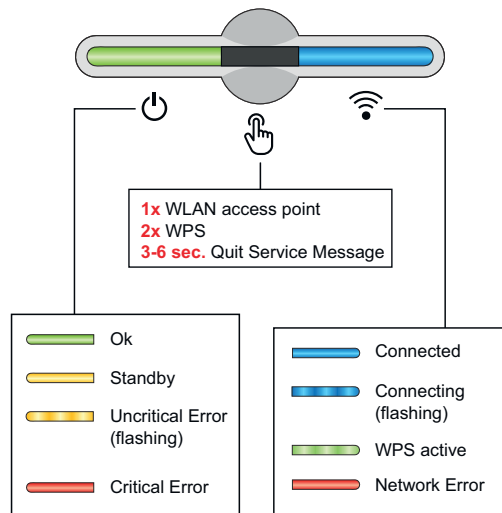 1x WLAN access point
2x WPS
3-6 sec. Quit Service Message
Ok
Standby
Uncritical Error
(flashing)
Critical Error
Connected
Connecting
(flashing)
WPS active
Network Error